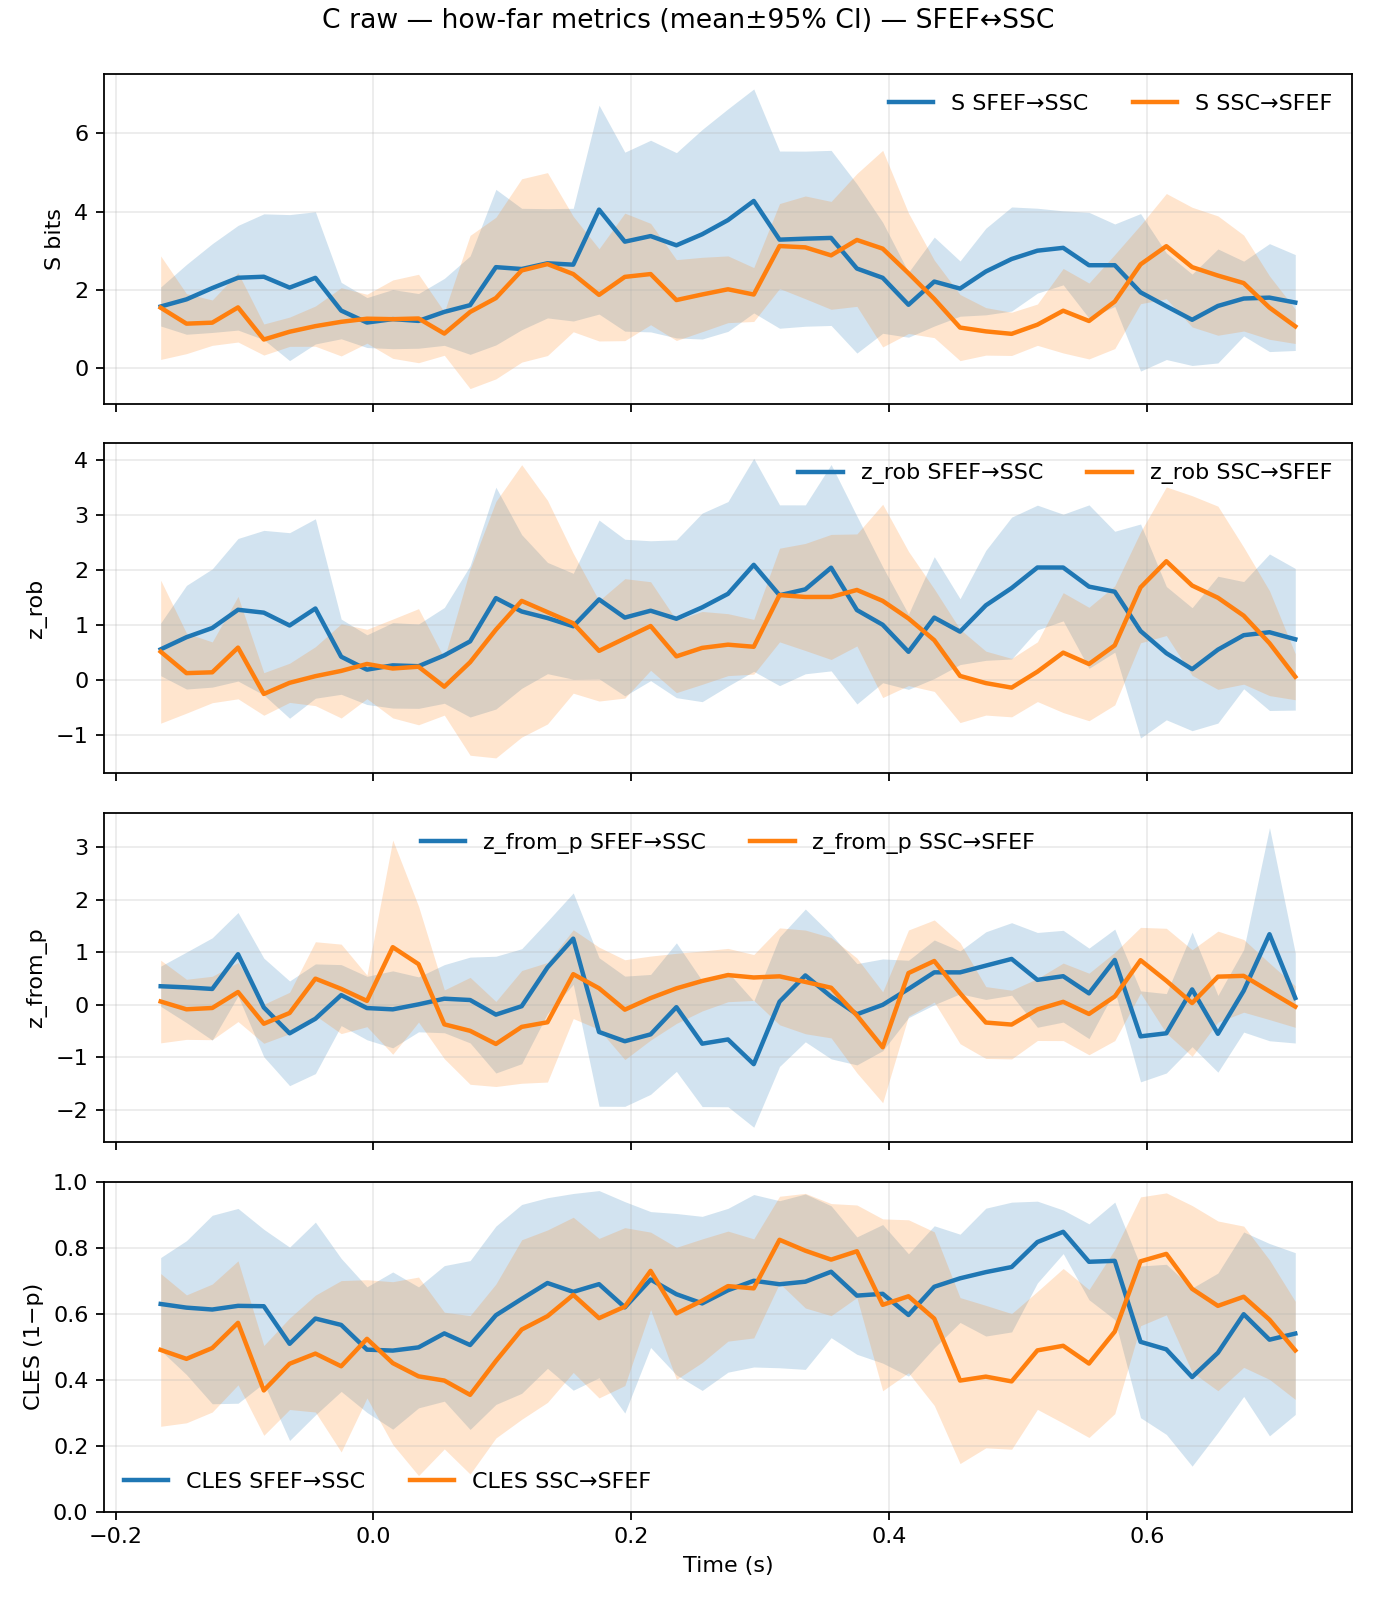 C raw — how-far metrics (mean±95% CI) — SFEF↔SSC
S SFEF→SSC S SSC→SFEF
S bits
6
4
2
0
z_rob SFEF→SSC z_rob SSC→SFEF
z_rob
4
3
2
1
0
−1
z_from_p SFEF→SSC z_from_p SSC→SFEF
z_from_p
3
2
1
0
−1
−2
CLES (1−p)
1.0
0.8
0.6
0.4
0.2
0.0
CLES SFEF→SSC CLES SSC→SFEF
−0.2 0.0 0.2 0.4 0.6
Time (s)